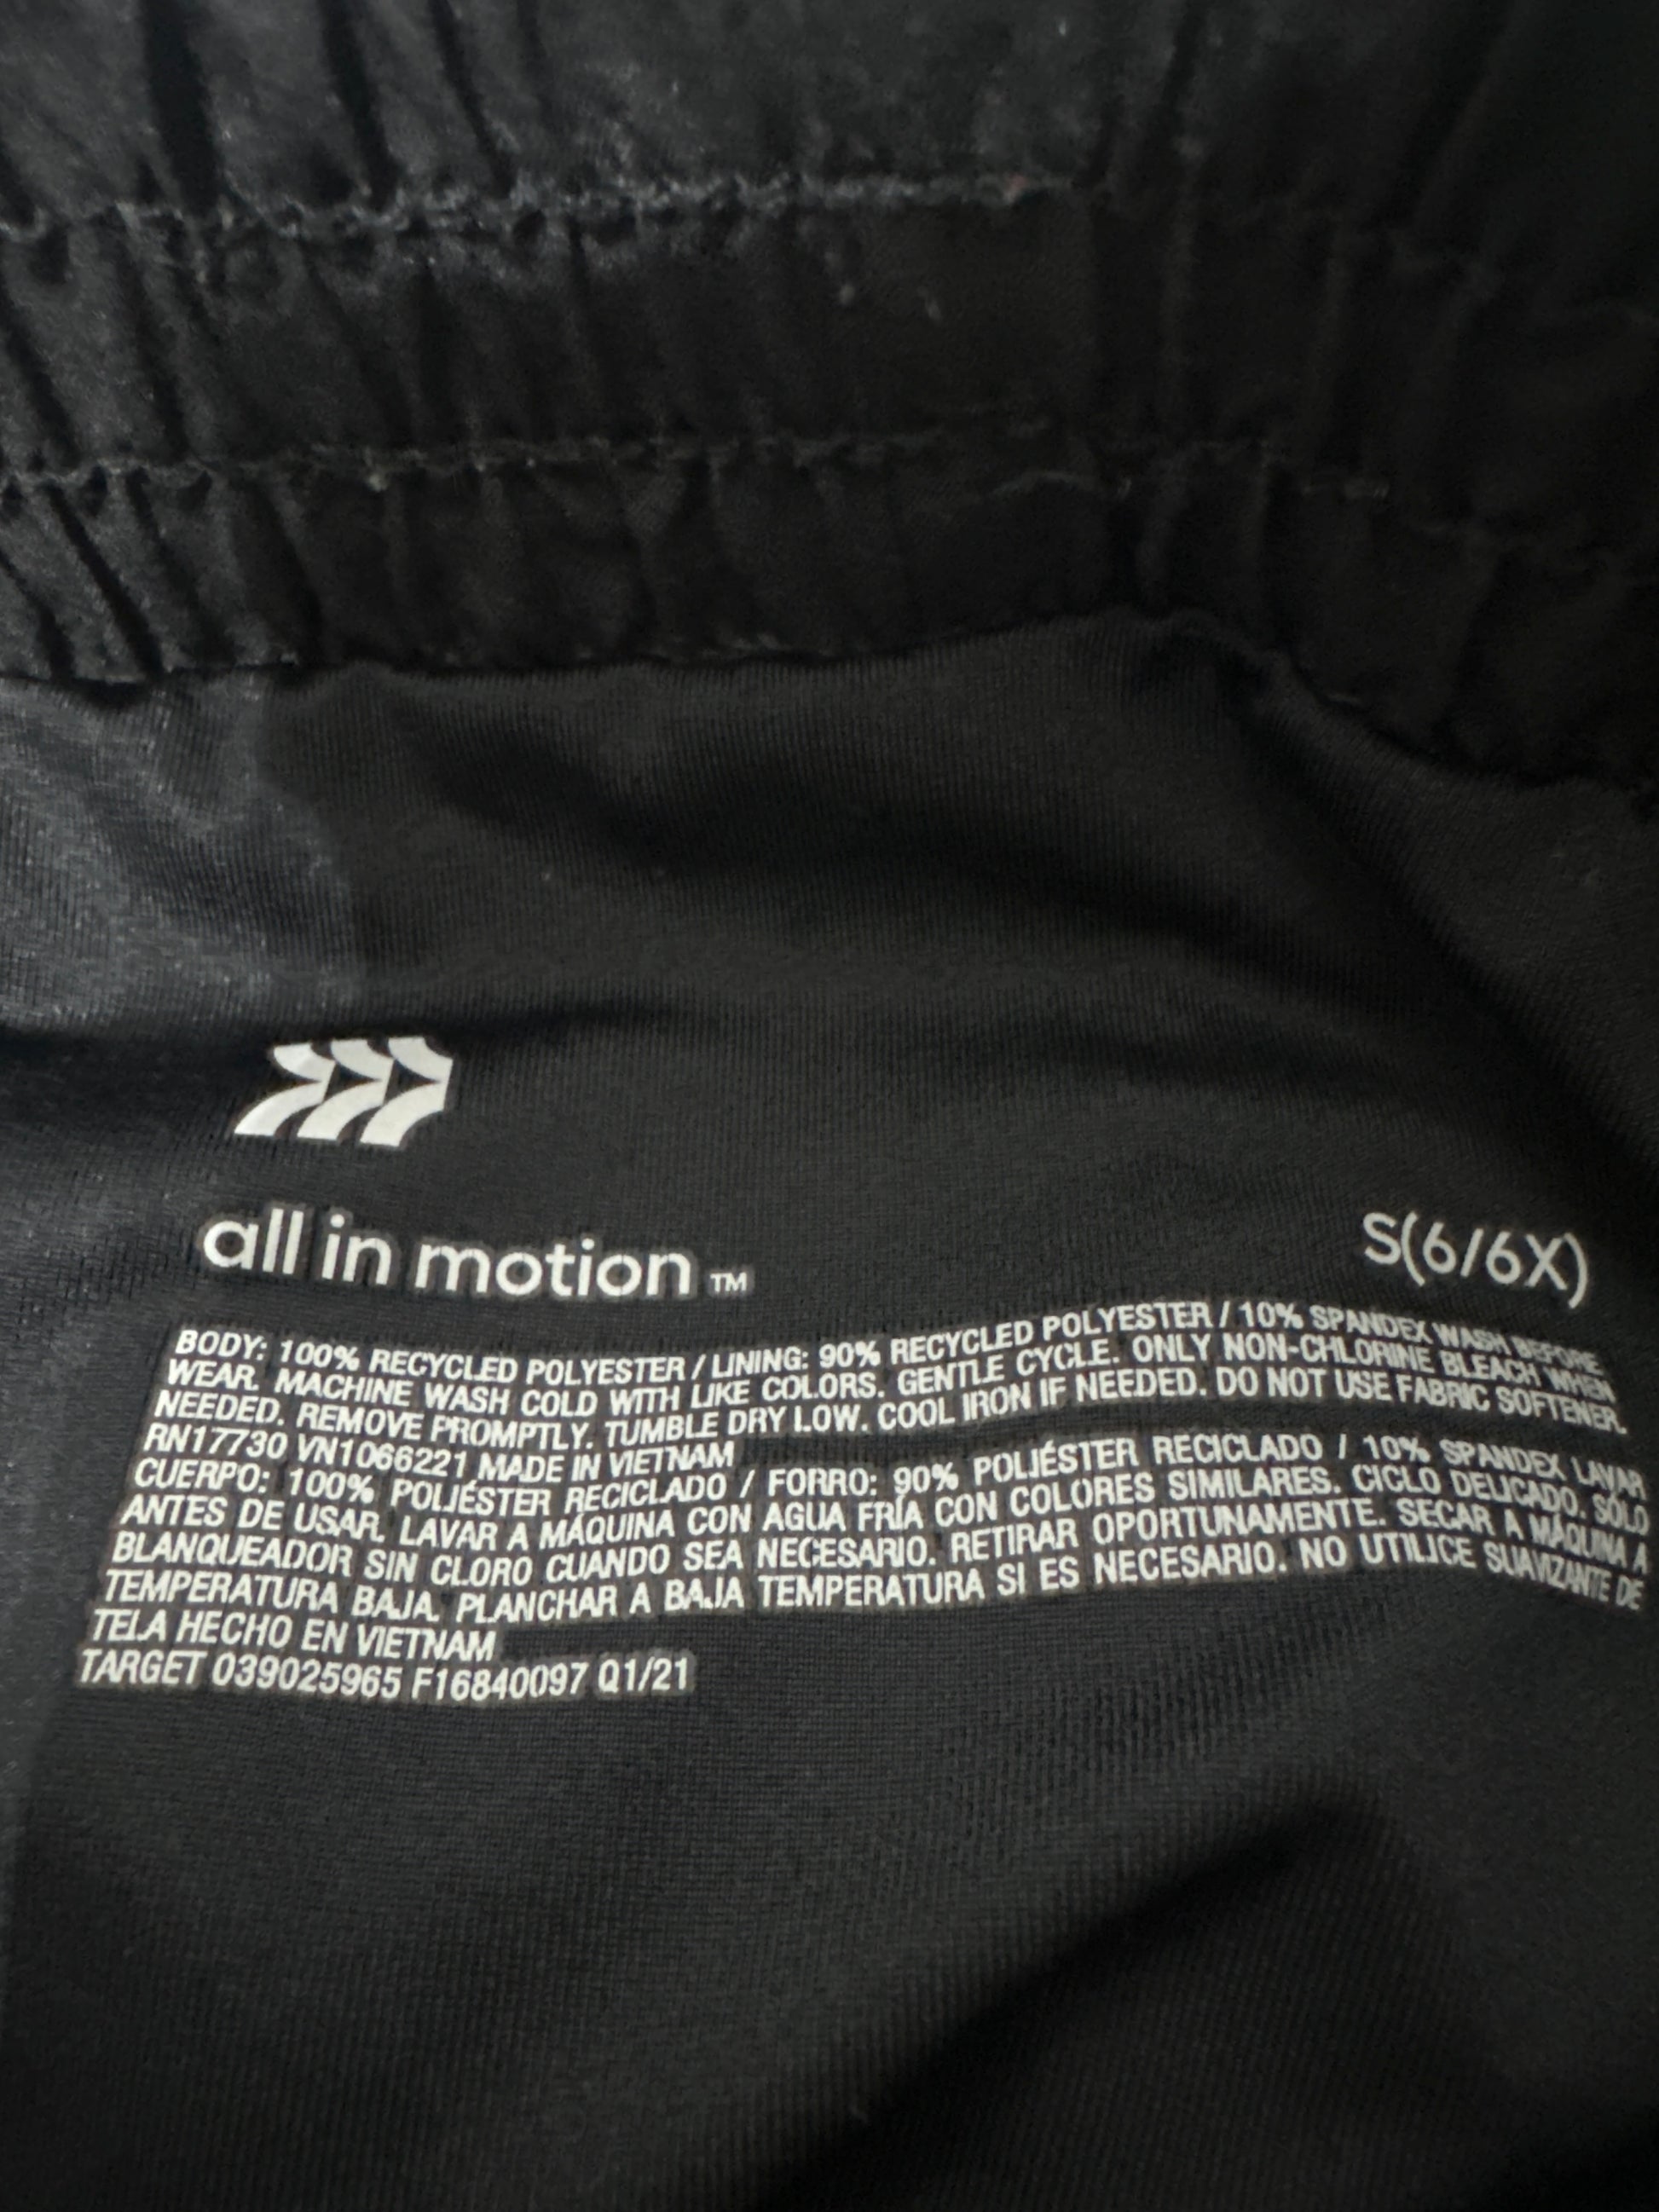 all in motion™
S(6/6X)
BODY: 100% RECYCLED POLYESTER / LINING: 90% RECYCLED POLYESTER / 10% SPANDEX WASH BEFORE
WEAR. MACHINE WASH COLD WITH LIKE COLORS. GENTLE CYCLE. ONLY NON-CHLORINE BLEACH WHEN
NEEDED. REMOVE PROMPTLY. TUMBLE DRY LOW. COOL IRON IF NEEDED. DO NOT USE FABRIC SOFTENER.
RN17730 VN1066221 MADE IN VIETNAM
CUERPO: 100% POLIÉSTER RECICLADO / FORRO: 90% POLIÉSTER RECICLADO / 10% SPANDEX LAVAR
ANTES DE USAR. LAVAR A MÁQUINA CON AGUA FRÍA CON COLORES SIMILARES. CICLO DELICADO. SÓLO
BLANQUEADOR SIN CLORO CUANDO SEA NECESARIO. RETIRAR OPORTUNAMENTE. SECAR A MÁQUINA A
TEMPERATURA BAJA. PLANCHAR A BAJA TEMPERATURA SI ES NECESARIO. NO UTILICE SUAVIZANTE DE
TELA HECHO EN VIETNAM
TARGET 039025965 F16840097 Q1/21